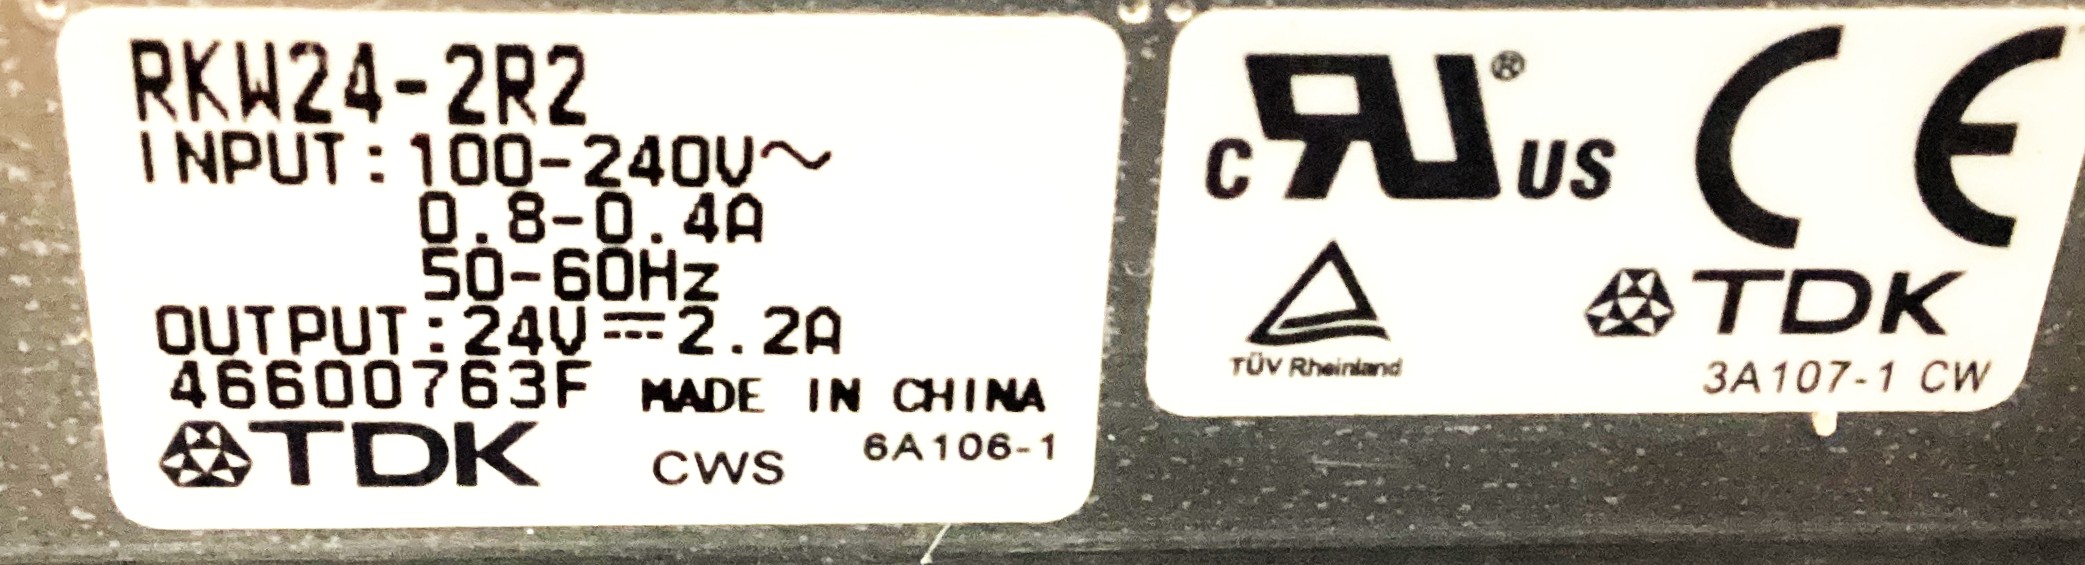 RKW24-2R2
INPUT:100-240V~
0.8-0.4A
50-60Hz
OUTPUT:24V⎓2.2A
46600763F MADE IN CHINA
TDK CWS 6A106-1
c RU® US CE
TÜV Rheinland
TDK
3A107-1 CW